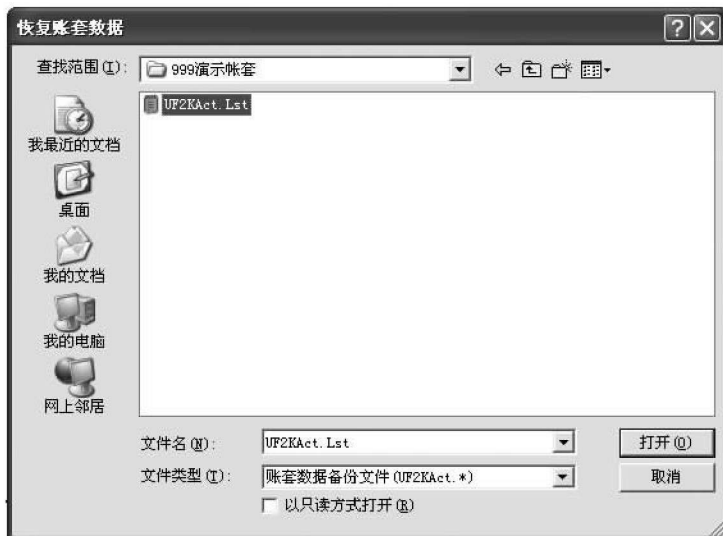 恢复账套数据
查找范围(I):
999演示帐套
UF2KAct.Lst
我最近的文档
桌面
我的文档
我的电脑
网上邻居
文件名(N):
UF2KAct.Lst
打开(O)
文件类型(T):
账套数据备份文件(UF2KAct.*)
取消
以只读方式打开(R)